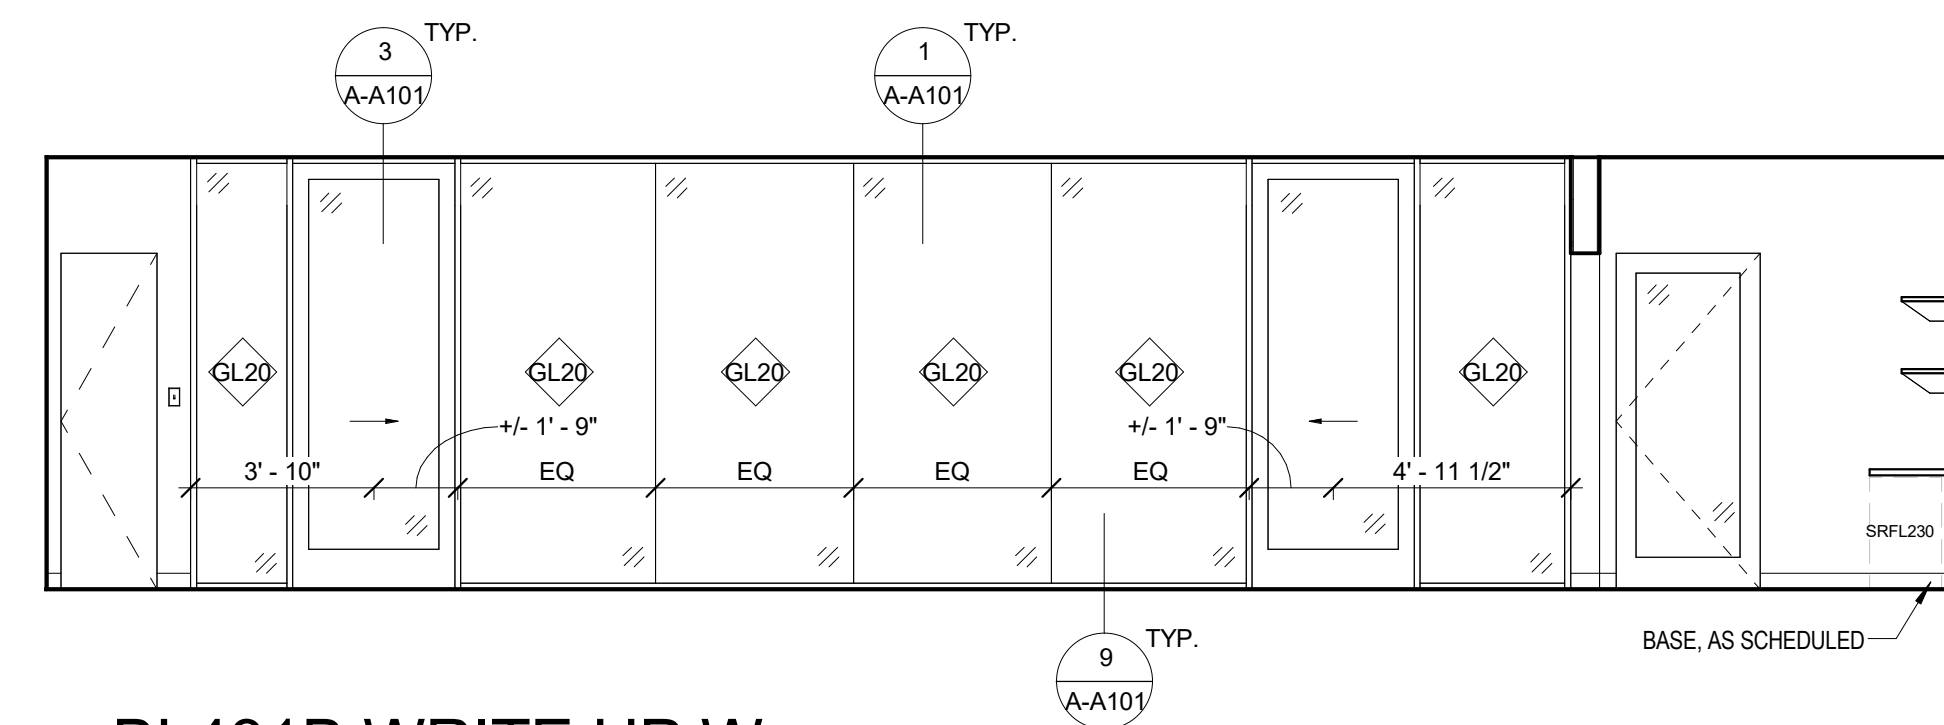 TYP.
TYP.
3
1
A-A101
A-A101
GL20
GL20
GL20
GL20
GL20
GL20
+/- 1' - 9"
+/- 1' - 9"
3' - 10"
EQ
EQ
EQ
EQ
4' - 11 1/2"
SRFL230
BASE, AS SCHEDULED
TYP.
9
A-A101